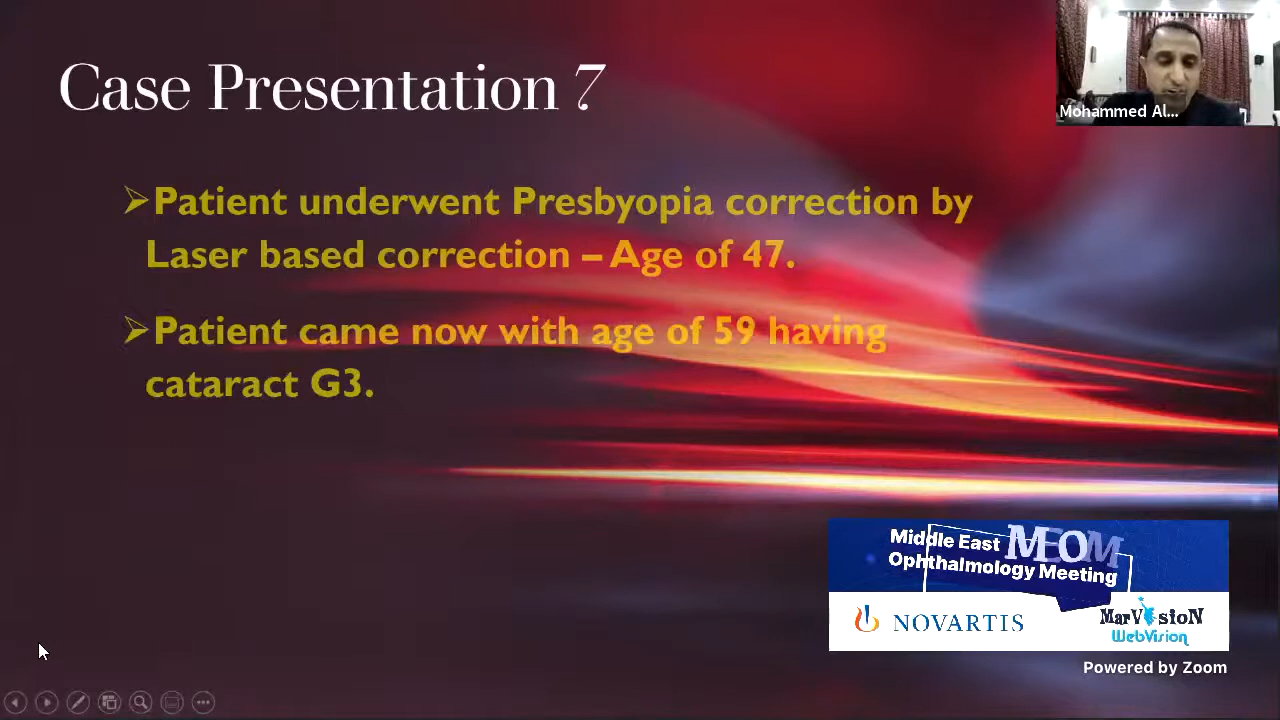 Case Presentation 7
Mohammed Al...
➢Patient underwent Presbyopia correction by
Laser based correction – Age of 47.
➢Patient came now with age of 59 having
cataract G3.
Middle East MEOM
Ophthalmology Meeting
NOVARTIS
MarVisioN
WebVision
Powered by Zoom